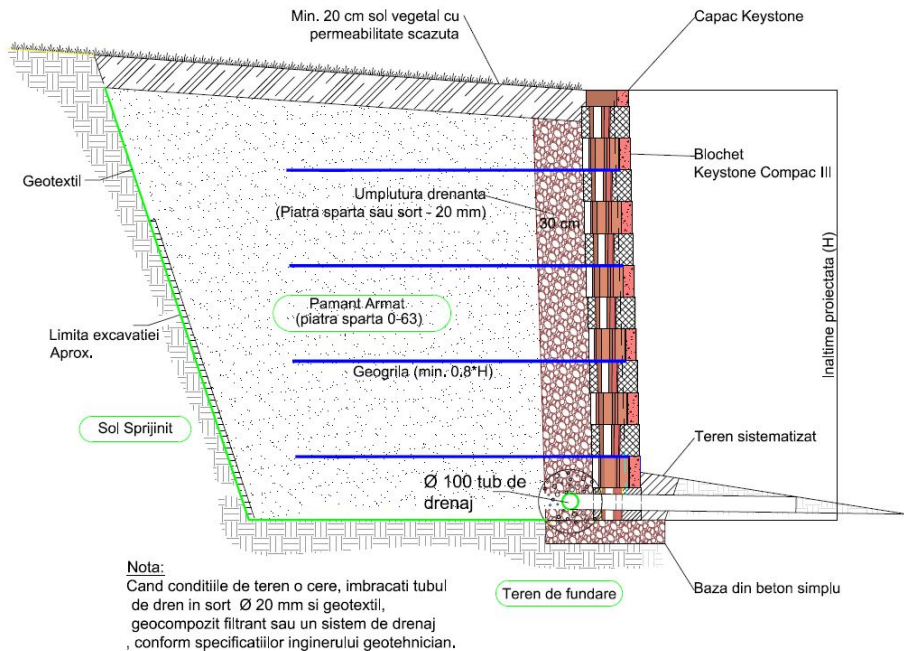 Min. 20 cm sol vegetal cu
permeabilitate scazuta
Capac Keystone
Geotextil
Blochet
Keystone Compac III
Umplutura drenanta
(Piatra sparta sau sort - 20 mm)
30 cm
Inaltime proiectata (H)
Pamant Armat
(piatra sparta 0-63)
Limita excavatiei
Aprox.
Geogrila (min. 0,8*H)
Sol Sprijinit
Teren sistematizat
Ø 100 tub de
drenaj
Nota:
Cand conditiile de teren o cere, imbracati tubul
de dren in sort Ø 20 mm si geotextil,
geocompozit filtrant sau un sistem de drenaj
, conform specificatiilor inginerului geotehnician.
Teren de fundare
Baza din beton simplu